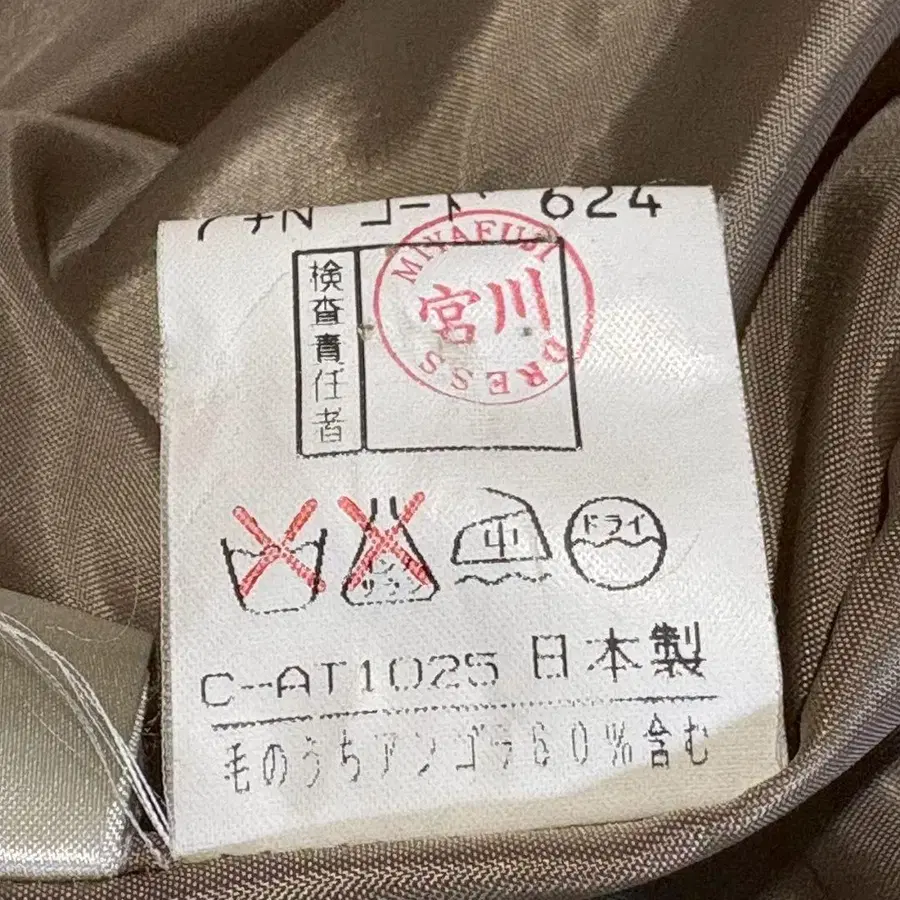 コード 624
検査責任者
MIYAFUJI
宮川
DRESS
中
ドライ
C-AT1025 日本製
毛のうちアンゴラ60%含む